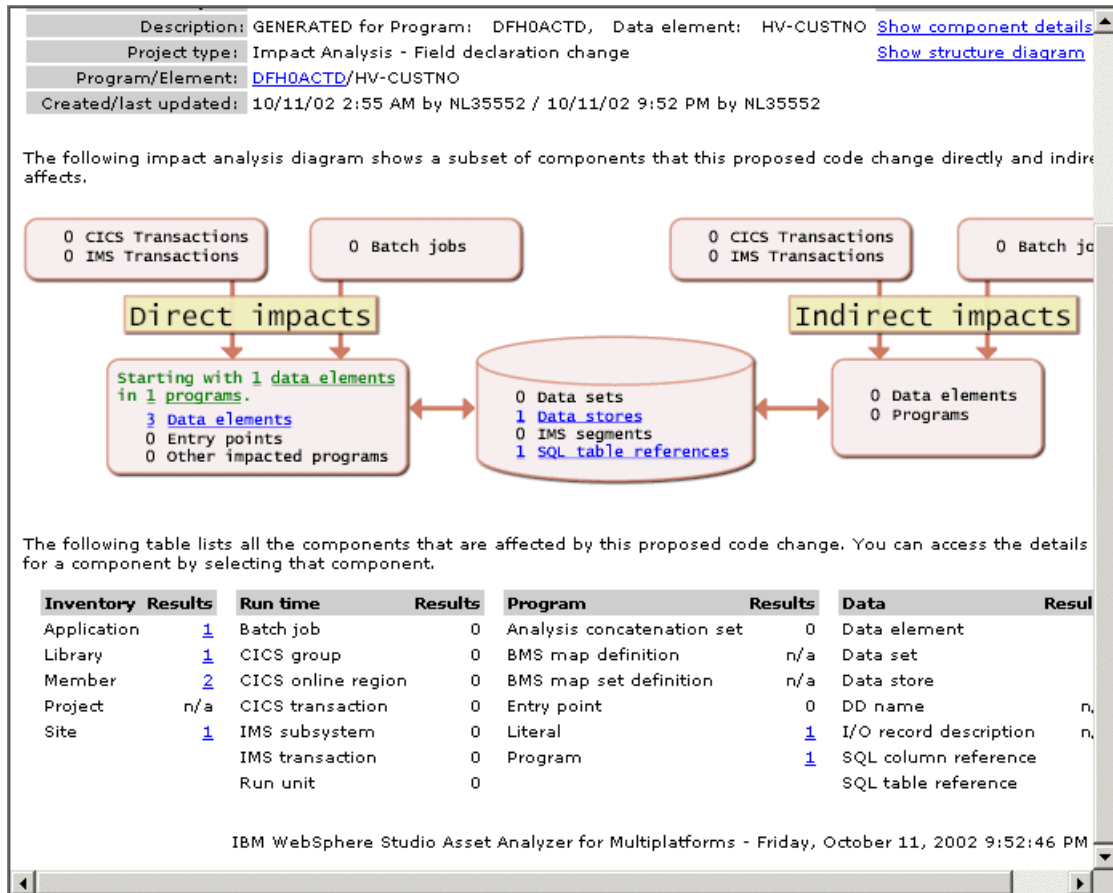 Description: GENERATED for Program: DFH0ACTD, Data element: HV-CUSTNO Show component details
Project type: Impact Analysis - Field declaration change Show structure diagram
Program/Element: DFH0ACTD/HV-CUSTNO
Created/last updated: 10/11/02 2:55 AM by NL35552 / 10/11/02 9:52 PM by NL35552
The following impact analysis diagram shows a subset of components that this proposed code change directly and indire
affects.
0 CICS Transactions
0 IMS Transactions
0 Batch jobs
0 CICS Transactions
0 IMS Transactions
0 Batch jo
Direct impacts
Indirect impacts
Starting with 1 data elements
in 1 programs.
3 Data elements
0 Entry points
0 Other impacted programs
0 Data sets
1 Data stores
0 IMS segments
1 SQL table references
0 Data elements
0 Programs
The following table lists all the components that are affected by this proposed code change. You can access the details
for a component by selecting that component.
Inventory Results Run time Results Program Results Data Resul
Application 1 Batch job 0 Analysis concatenation set 0 Data element
Library 1 CICS group 0 BMS map definition n/a Data set
Member 2 CICS online region 0 BMS map set definition n/a Data store
Project n/a CICS transaction 0 Entry point 0 DD name n,
Site 1 IMS subsystem 0 Literal 1 I/O record description n,
IMS transaction 0 Program 1 SQL column reference
Run unit 0 SQL table reference
IBM WebSphere Studio Asset Analyzer for Multiplatforms - Friday, October 11, 2002 9:52:46 PM